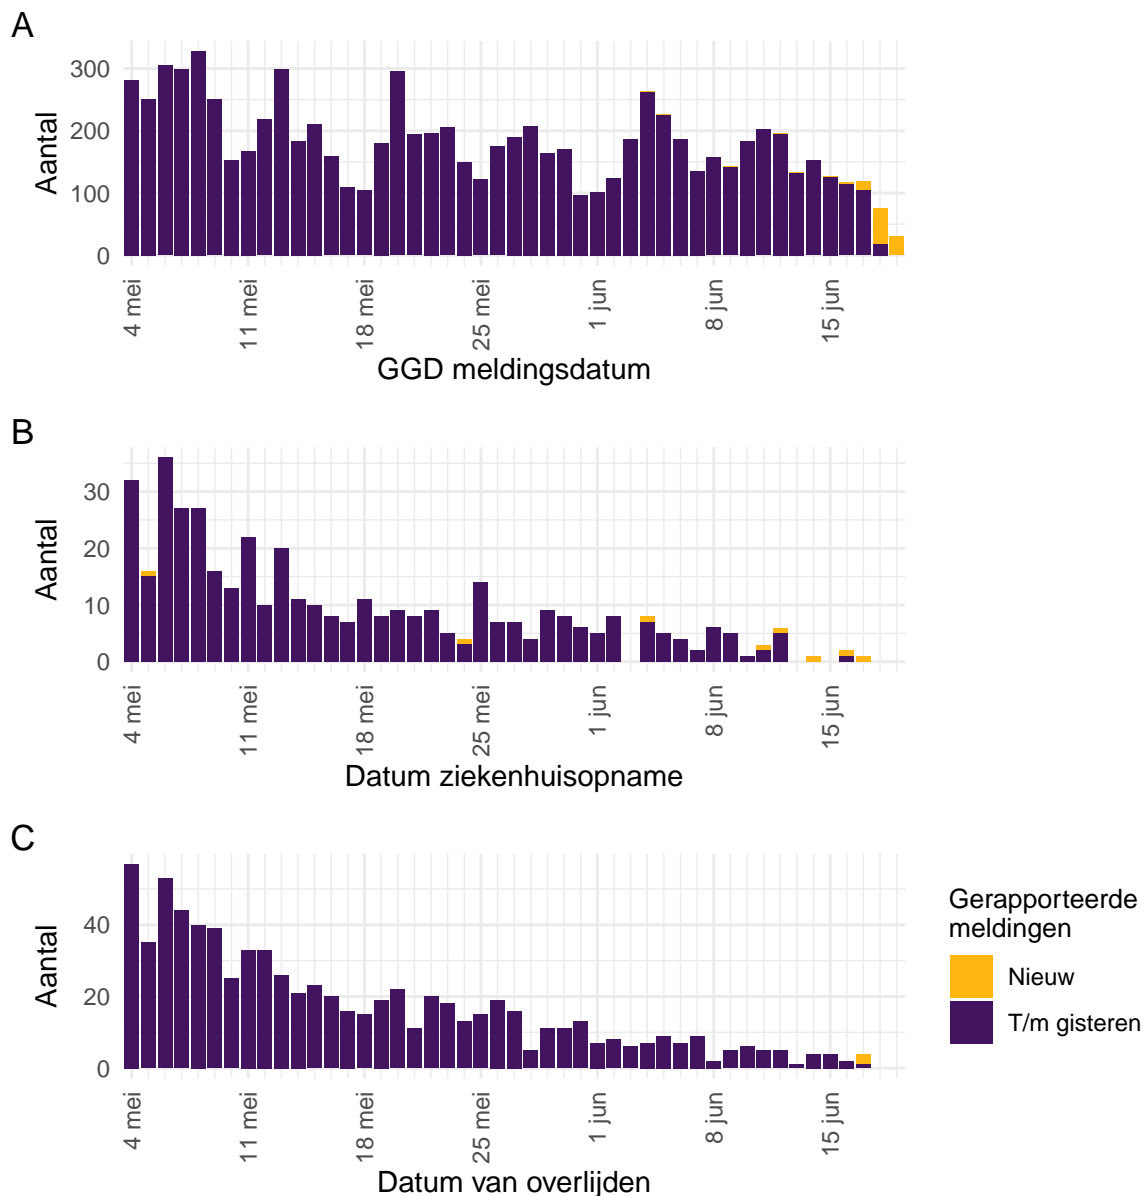 A
300
200
100
0
Aantal
4 mei
11 mei
18 mei
25 mei
1 jun
8 jun
15 jun
GGD meldingsdatum
B
30
20
10
0
Aantal
4 mei
11 mei
18 mei
25 mei
1 jun
8 jun
15 jun
Datum ziekenhuisopname
C
40
20
0
Aantal
4 mei
11 mei
18 mei
25 mei
1 jun
8 jun
15 jun
Datum van overlijden
Gerapporteerde
meldingen
Nieuw
T/m gisteren